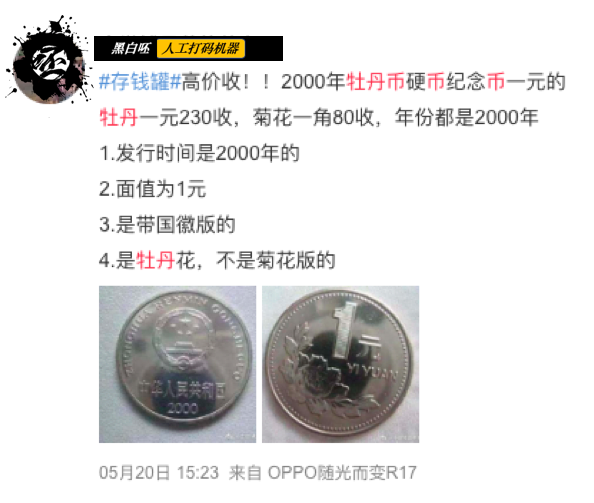 黑白呸 人工打码机器
#存钱罐#高价收！！2000年牡丹币硬币纪念币一元的
牡丹一元230收，菊花一角80收，年份都是2000年
1.发行时间是2000年的
2.面值为1元
3.是带国徽版的
4.是牡丹花，不是菊花版的
ZHONGHUA RENMIN GONGHEGUO
中华人民共和国
2000
1元
YI YUAN
05月20日 15:23 来自 OPPO随光而变R17